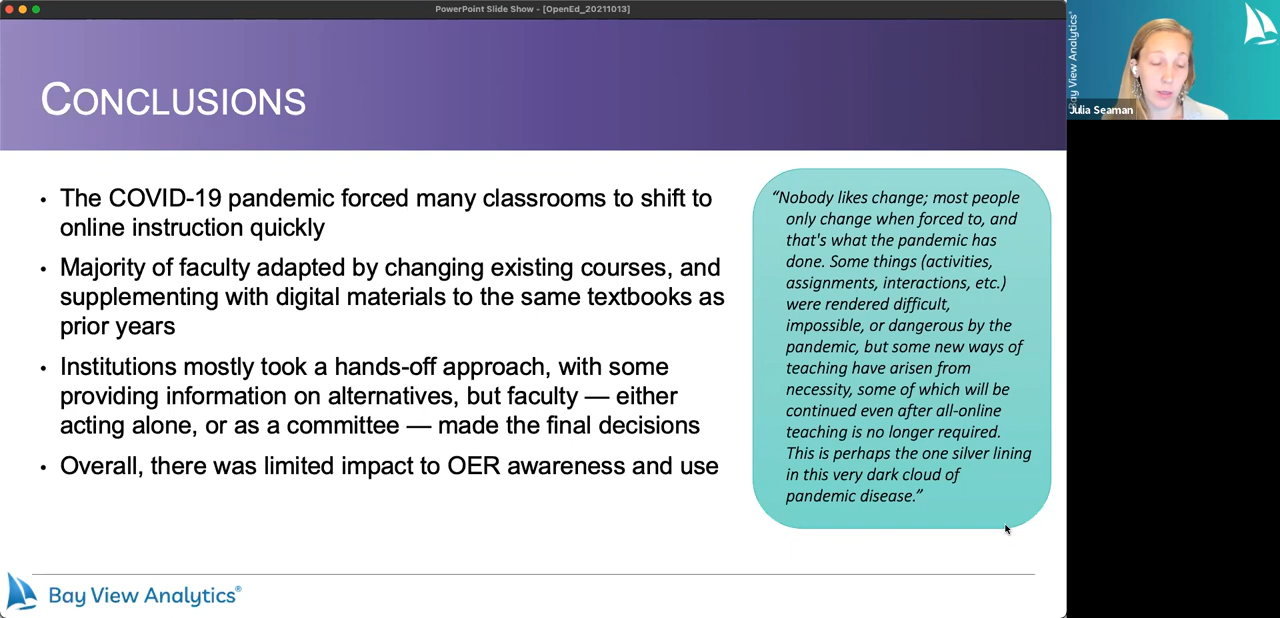 PowerPoint Slide Show - [OpenEd_20211013]
CONCLUSIONS
• The COVID-19 pandemic forced many classrooms to shift to
online instruction quickly
• Majority of faculty adapted by changing existing courses, and
supplementing with digital materials to the same textbooks as
prior years
• Institutions mostly took a hands-off approach, with some
providing information on alternatives, but faculty — either
acting alone, or as a committee — made the final decisions
• Overall, there was limited impact to OER awareness and use
“Nobody likes change; most people
only change when forced to, and
that's what the pandemic has
done. Some things (activities,
assignments, interactions, etc.)
were rendered difficult,
impossible, or dangerous by the
pandemic, but some new ways of
teaching have arisen from
necessity, some of which will be
continued even after all-online
teaching is no longer required.
This is perhaps the one silver lining
in this very dark cloud of
pandemic disease.”
Bay View Analytics®
Bay View Analytics®
Julia Seaman